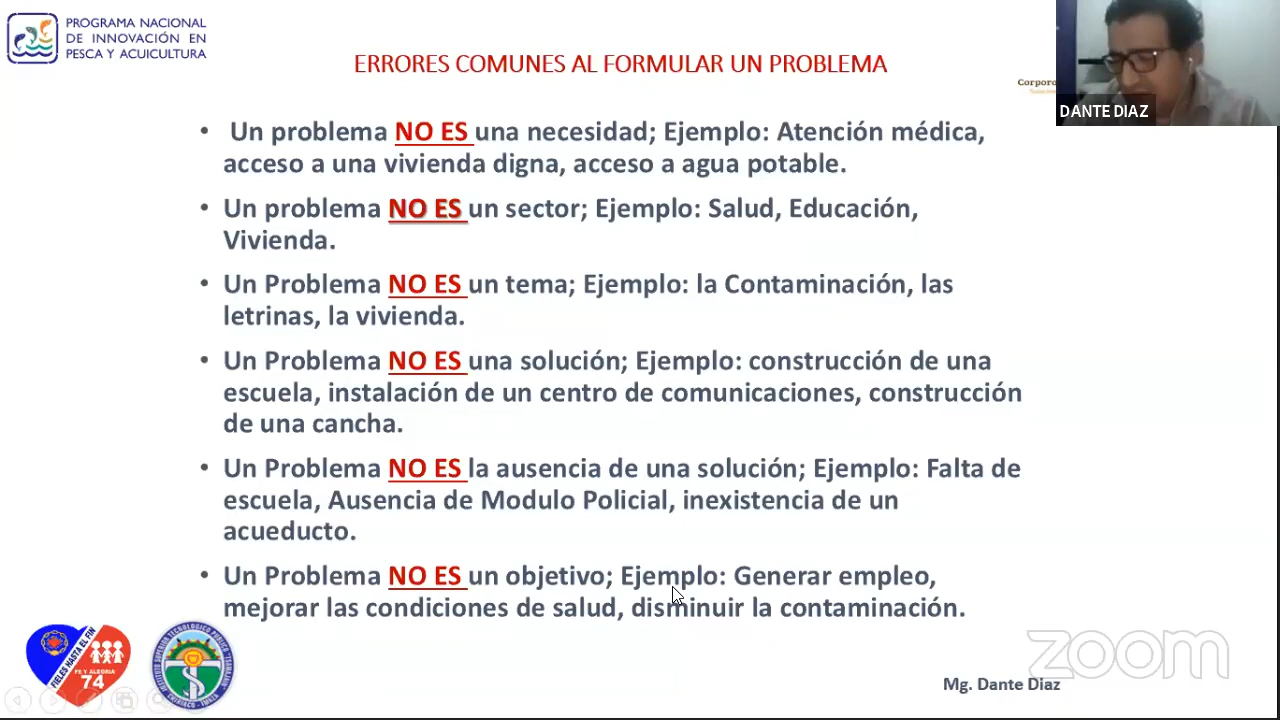 PROGRAMA NACIONAL
DE INNOVACIÓN EN
PESCA Y ACUICULTURA
ERRORES COMUNES AL FORMULAR UN PROBLEMA
Corporo
DANTE DIAZ
• Un problema NO ES una necesidad; Ejemplo: Atención médica,
acceso a una vivienda digna, acceso a agua potable.
• Un problema NO ES un sector; Ejemplo: Salud, Educación,
Vivienda.
• Un Problema NO ES un tema; Ejemplo: la Contaminación, las
letrinas, la vivienda.
• Un Problema NO ES una solución; Ejemplo: construcción de una
escuela, instalación de un centro de comunicaciones, construcción
de una cancha.
• Un Problema NO ES la ausencia de una solución; Ejemplo: Falta de
escuela, Ausencia de Modulo Policial, inexistencia de un
acueducto.
• Un Problema NO ES un objetivo; Ejemplo: Generar empleo,
mejorar las condiciones de salud, disminuir la contaminación.
FIELES HASTA EL FIN
FE Y ALEGRIA
74
zoom
Mg. Dante Diaz